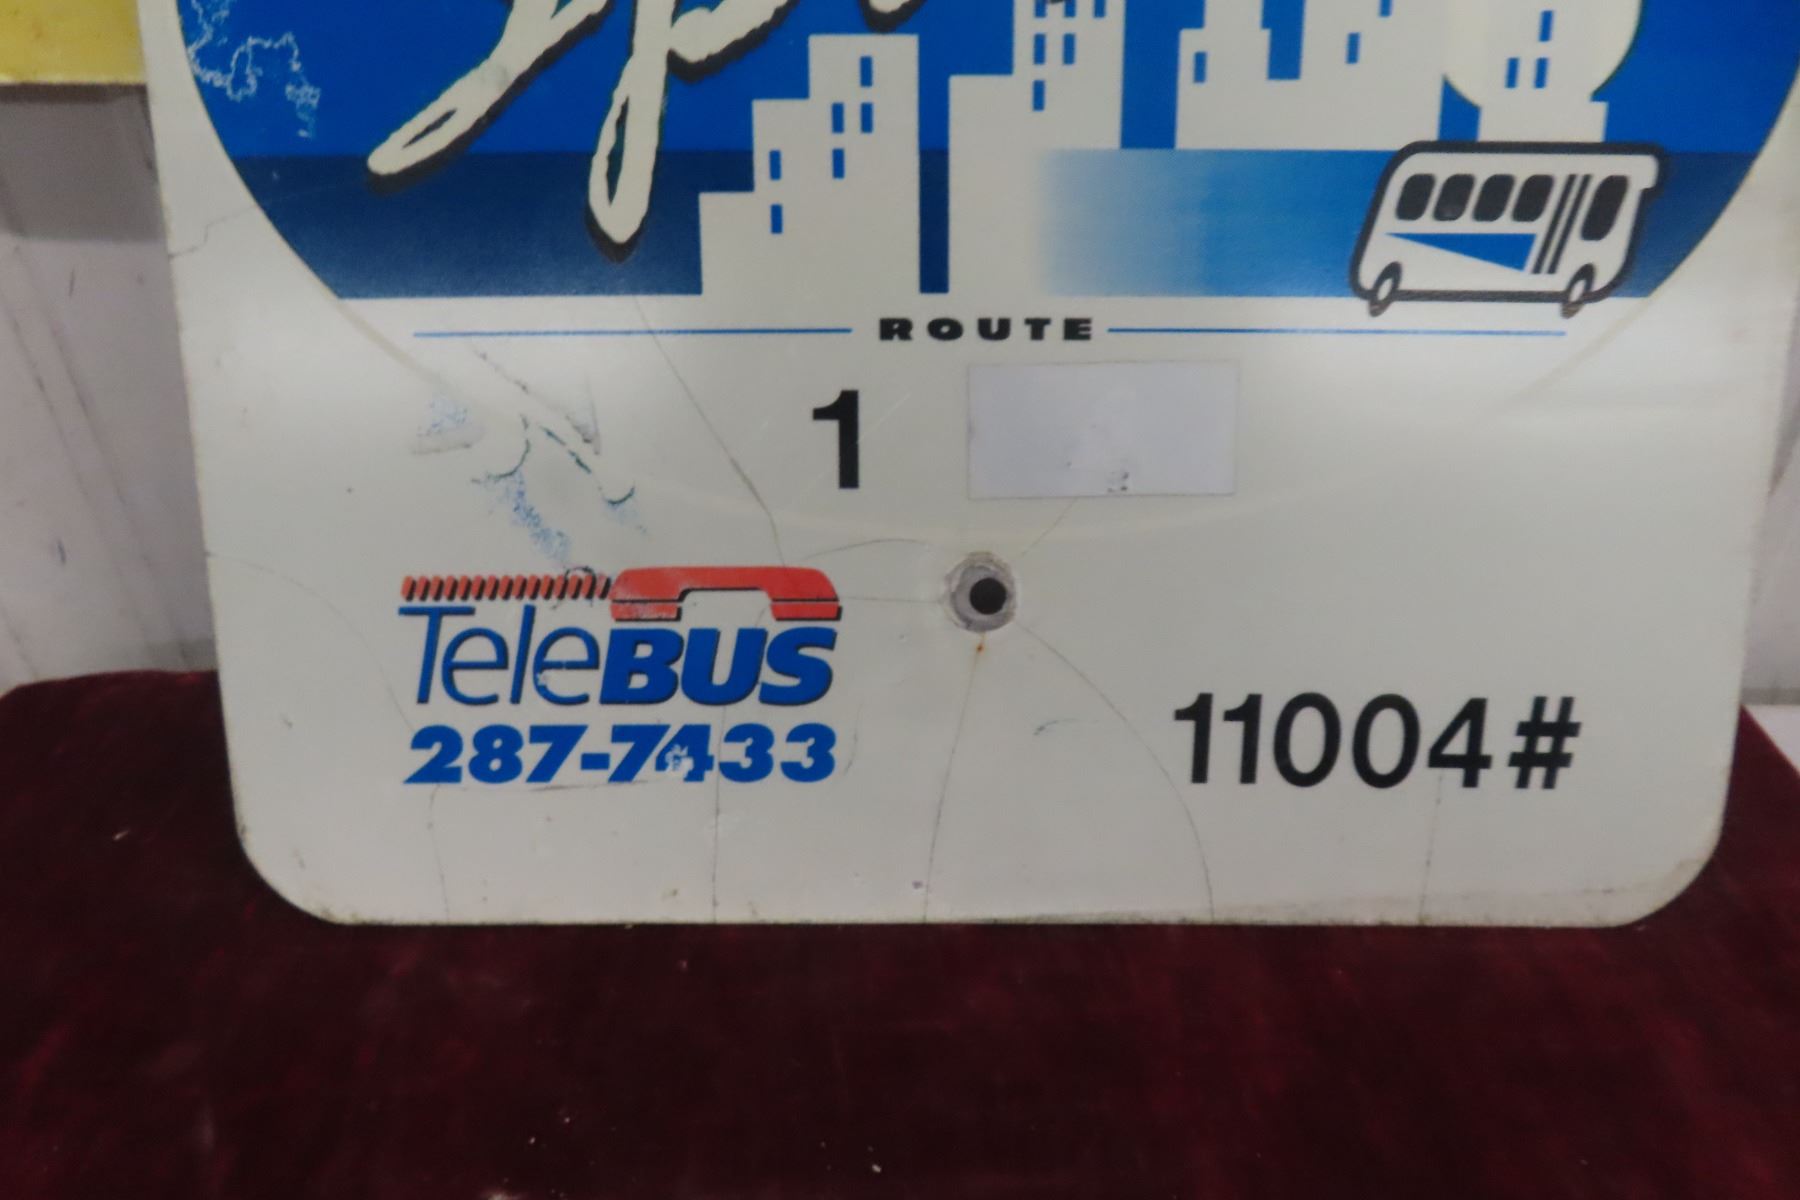 ROUTE
1
TeleBUS
287-7433
11004#